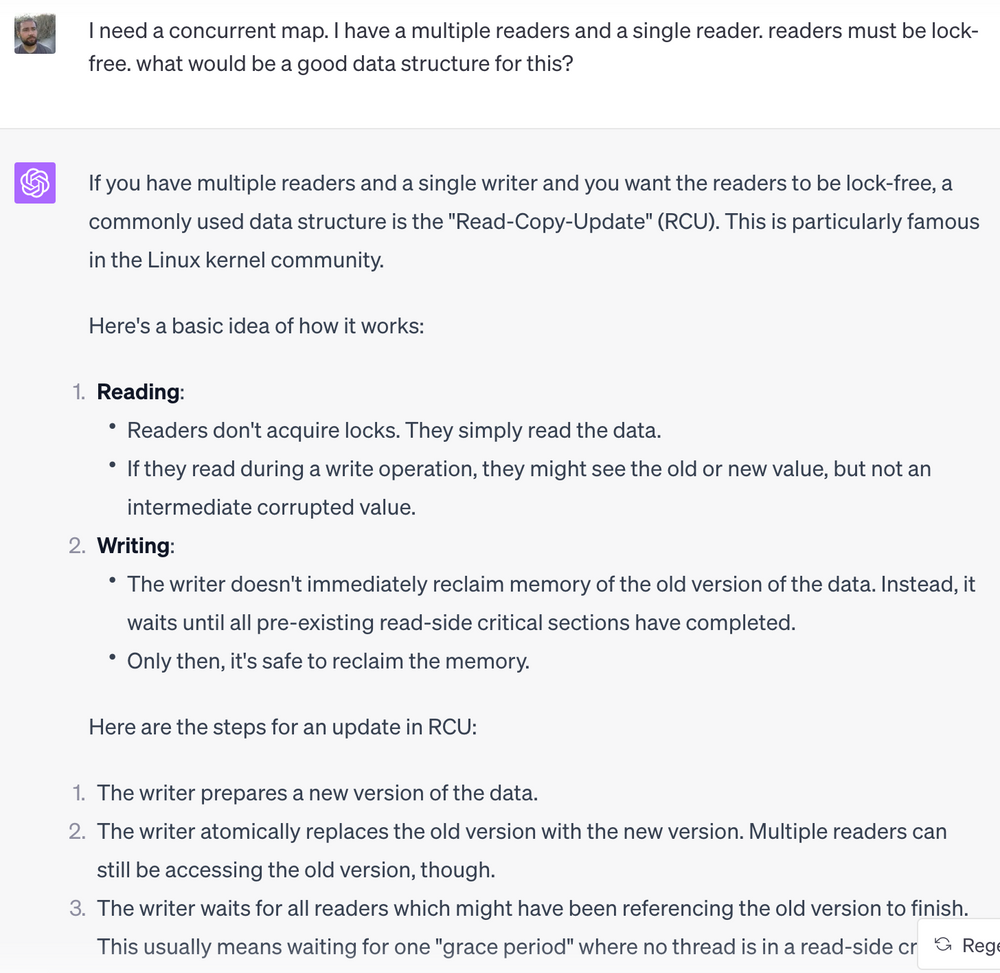 I need a concurrent map. I have a multiple readers and a single reader. readers must be lock-
free. what would be a good data structure for this?
If you have multiple readers and a single writer and you want the readers to be lock-free, a
commonly used data structure is the "Read-Copy-Update" (RCU). This is particularly famous
in the Linux kernel community.
Here's a basic idea of how it works:
1. Reading:
• Readers don't acquire locks. They simply read the data.
• If they read during a write operation, they might see the old or new value, but not an
intermediate corrupted value.
2. Writing:
• The writer doesn't immediately reclaim memory of the old version of the data. Instead, it
waits until all pre-existing read-side critical sections have completed.
• Only then, it's safe to reclaim the memory.
Here are the steps for an update in RCU:
1. The writer prepares a new version of the data.
2. The writer atomically replaces the old version with the new version. Multiple readers can
still be accessing the old version, though.
3. The writer waits for all readers which might have been referencing the old version to finish.
This usually means waiting for one "grace period" where no thread is in a read-side cr
Rege